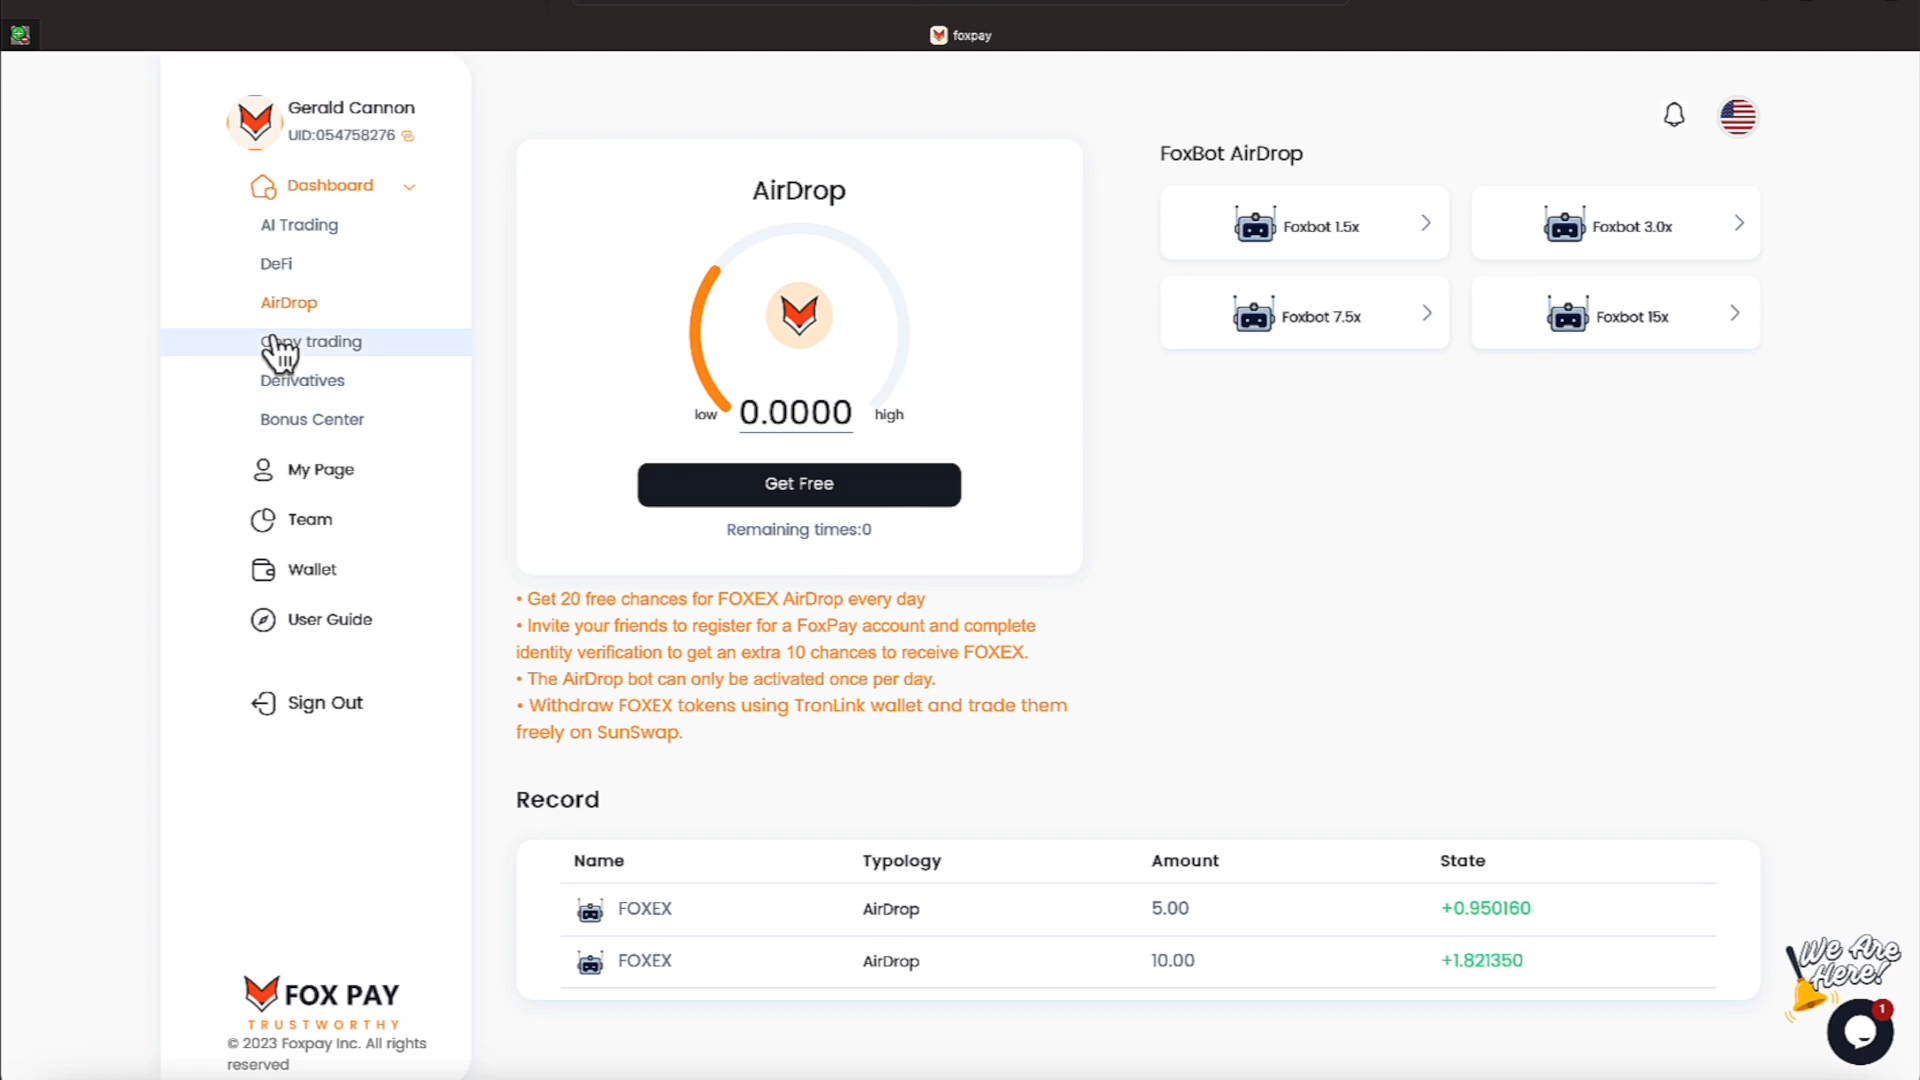 foxpay
Gerald Cannon
UID:054758276
Dashboard
AI Trading
DeFi
AirDrop
trading
Derivatives
Bonus Center
My Page
Team
Wallet
User Guide
Sign Out
FOX PAY
TRUSTWORTHY
© 2023 Foxpay Inc. All rights
reserved
AirDrop
low 0.0000 high
Get Free
Remaining times:0
• Get 20 free chances for FOXEX AirDrop every day
• Invite your friends to register for a FoxPay account and complete
identity verification to get an extra 10 chances to receive FOXEX.
• The AirDrop bot can only be activated once per day.
• Withdraw FOXEX tokens using TronLink wallet and trade them
freely on SunSwap.
FoxBot AirDrop
Foxbot 1.5x
Foxbot 3.0x
Foxbot 7.5x
Foxbot 15x
Record
Name Typology Amount State
FOXEX AirDrop 5.00 +0.950160
FOXEX AirDrop 10.00 +1.821350
We Are
Here!
1